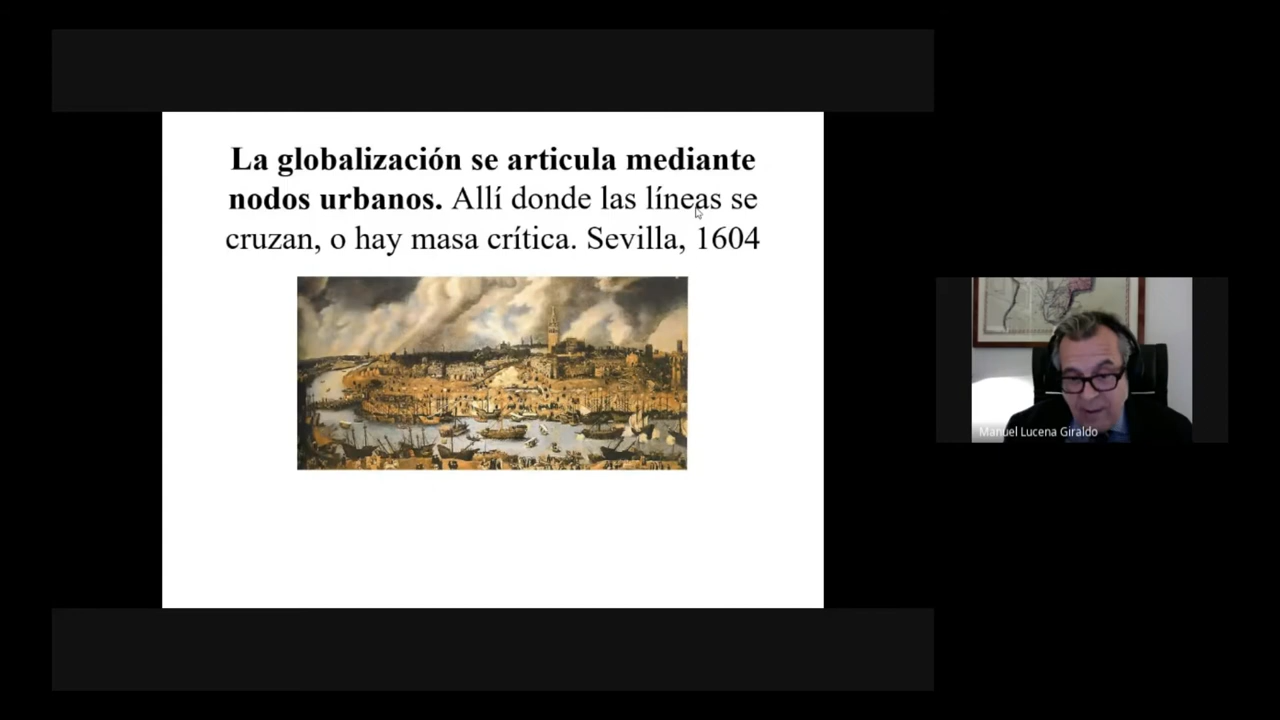 La globalización se articula mediante
nodos urbanos. Allí donde las líneas se
cruzan, o hay masa crítica. Sevilla, 1604
Manuel Lucena Giraldo